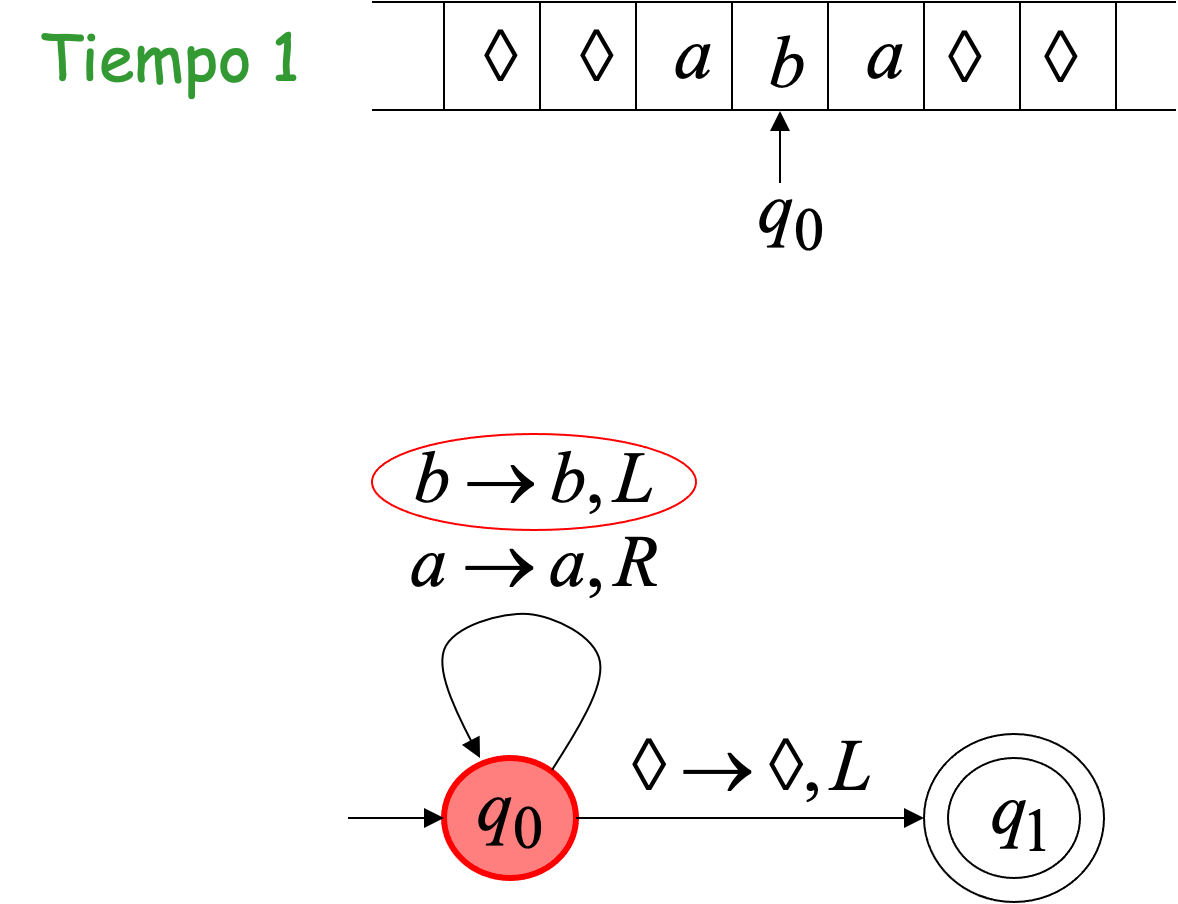 Tiempo 1
◊ ◊ a b a ◊ ◊
q₀
b → b, L
a → a, R
◊ → ◊, L
q₀ q₁